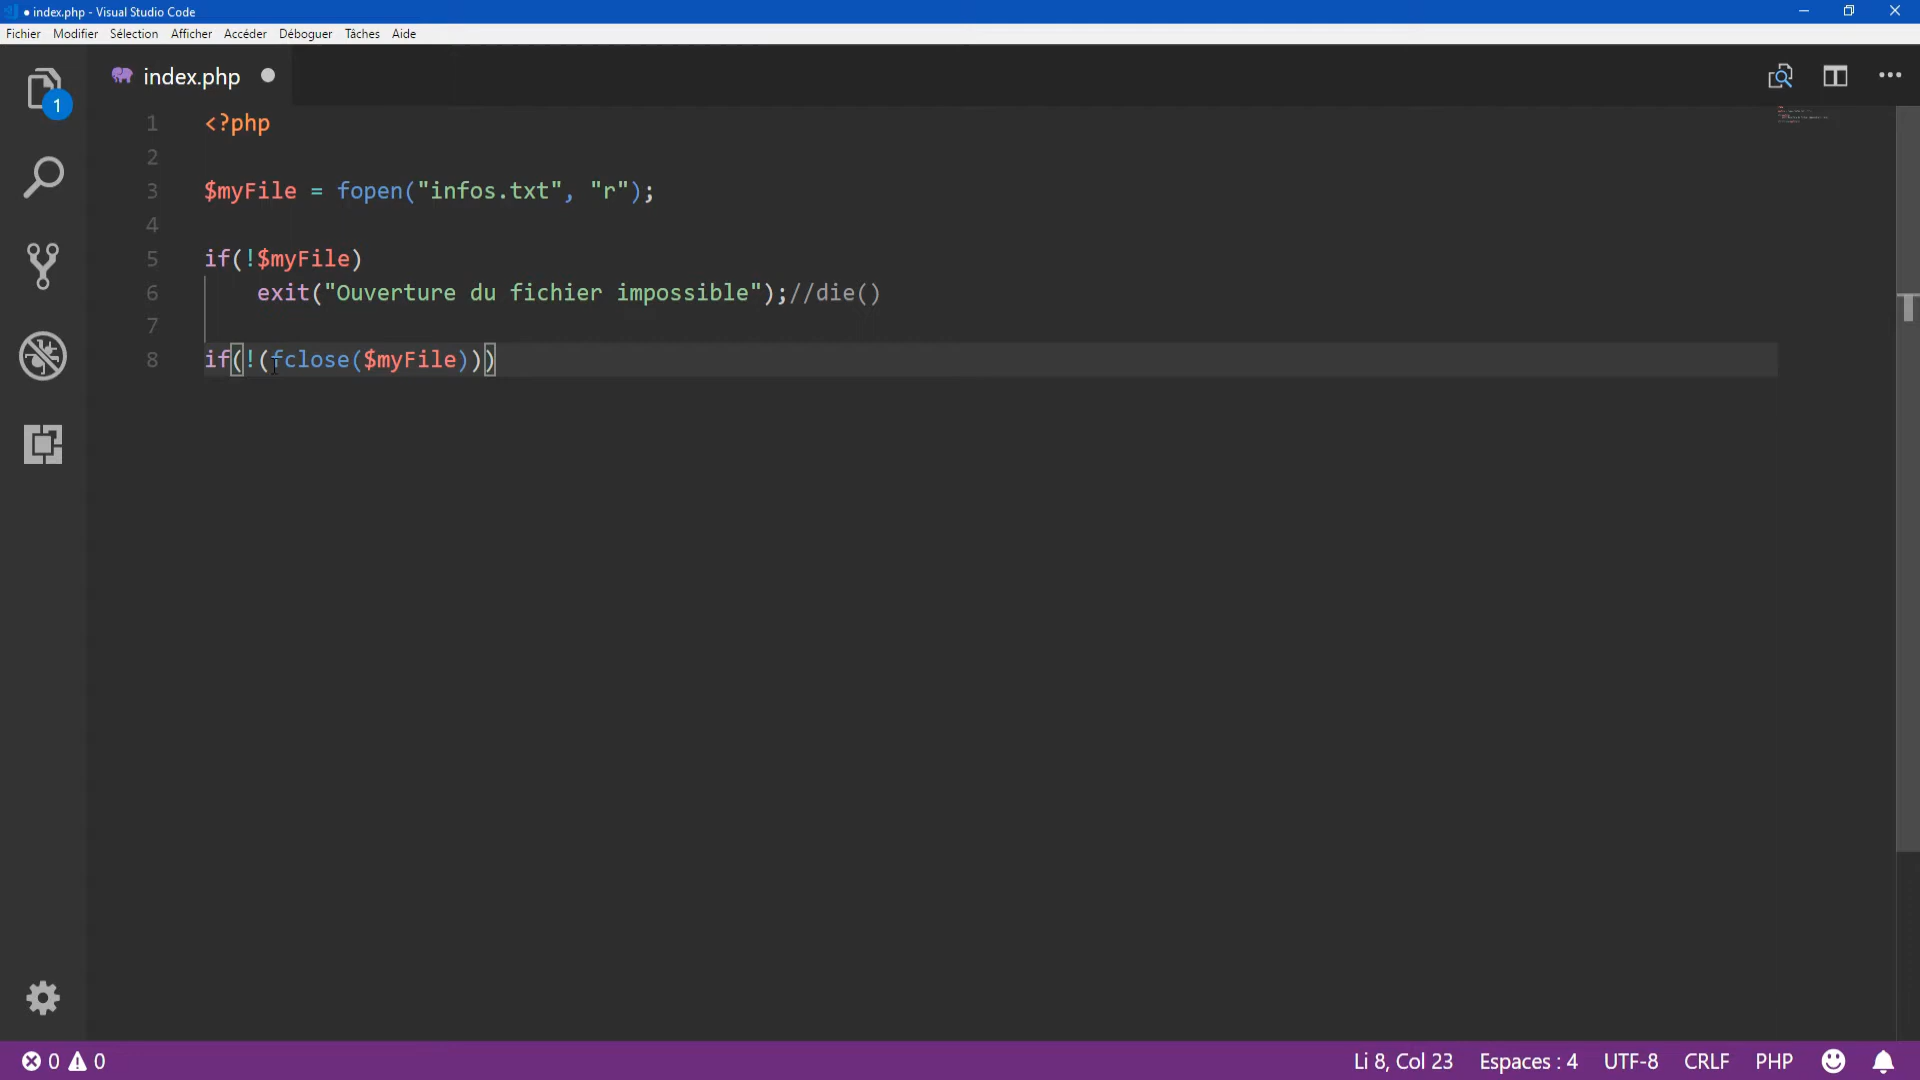 ● index.php - Visual Studio Code
Fichier Modifier Sélection Afficher Accéder Déboguer Tâches Aide
index.php
1
1 <?php
2
3 $myFile = fopen("infos.txt", "r");
4
5 if(!$myFile)
6 exit("Ouverture du fichier impossible");//die()
7
8 if(!(fclose($myFile)))
0 0 Li 8, Col 23 Espaces : 4 UTF-8 CRLF PHP